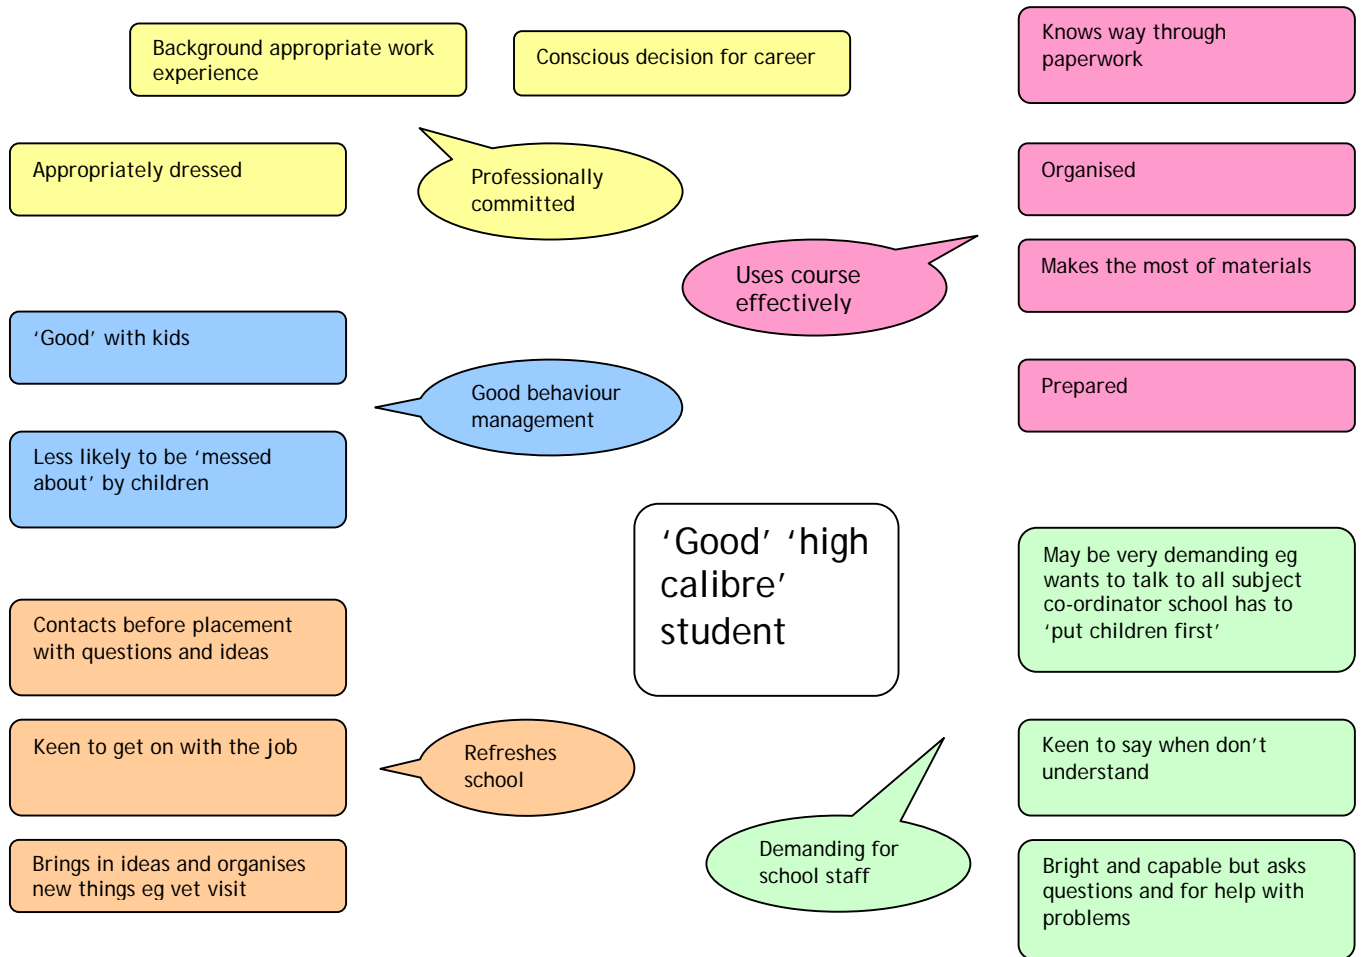 Background appropriate work
experience
Conscious decision for career
Knows way through
paperwork
Appropriately dressed
Professionally
committed
Organised
Uses course
effectively
Makes the most of materials
‘Good’ with kids
Good behaviour
management
Prepared
Less likely to be ‘messed
about’ by children
‘Good’ ‘high
calibre’
student
May be very demanding eg
wants to talk to all subject
co-ordinator school has to
‘put children first’
Contacts before placement
with questions and ideas
Keen to get on with the job
Refreshes
school
Keen to say when don’t
understand
Brings in ideas and organises
new things eg vet visit
Demanding for
school staff
Bright and capable but asks
questions and for help with
problems